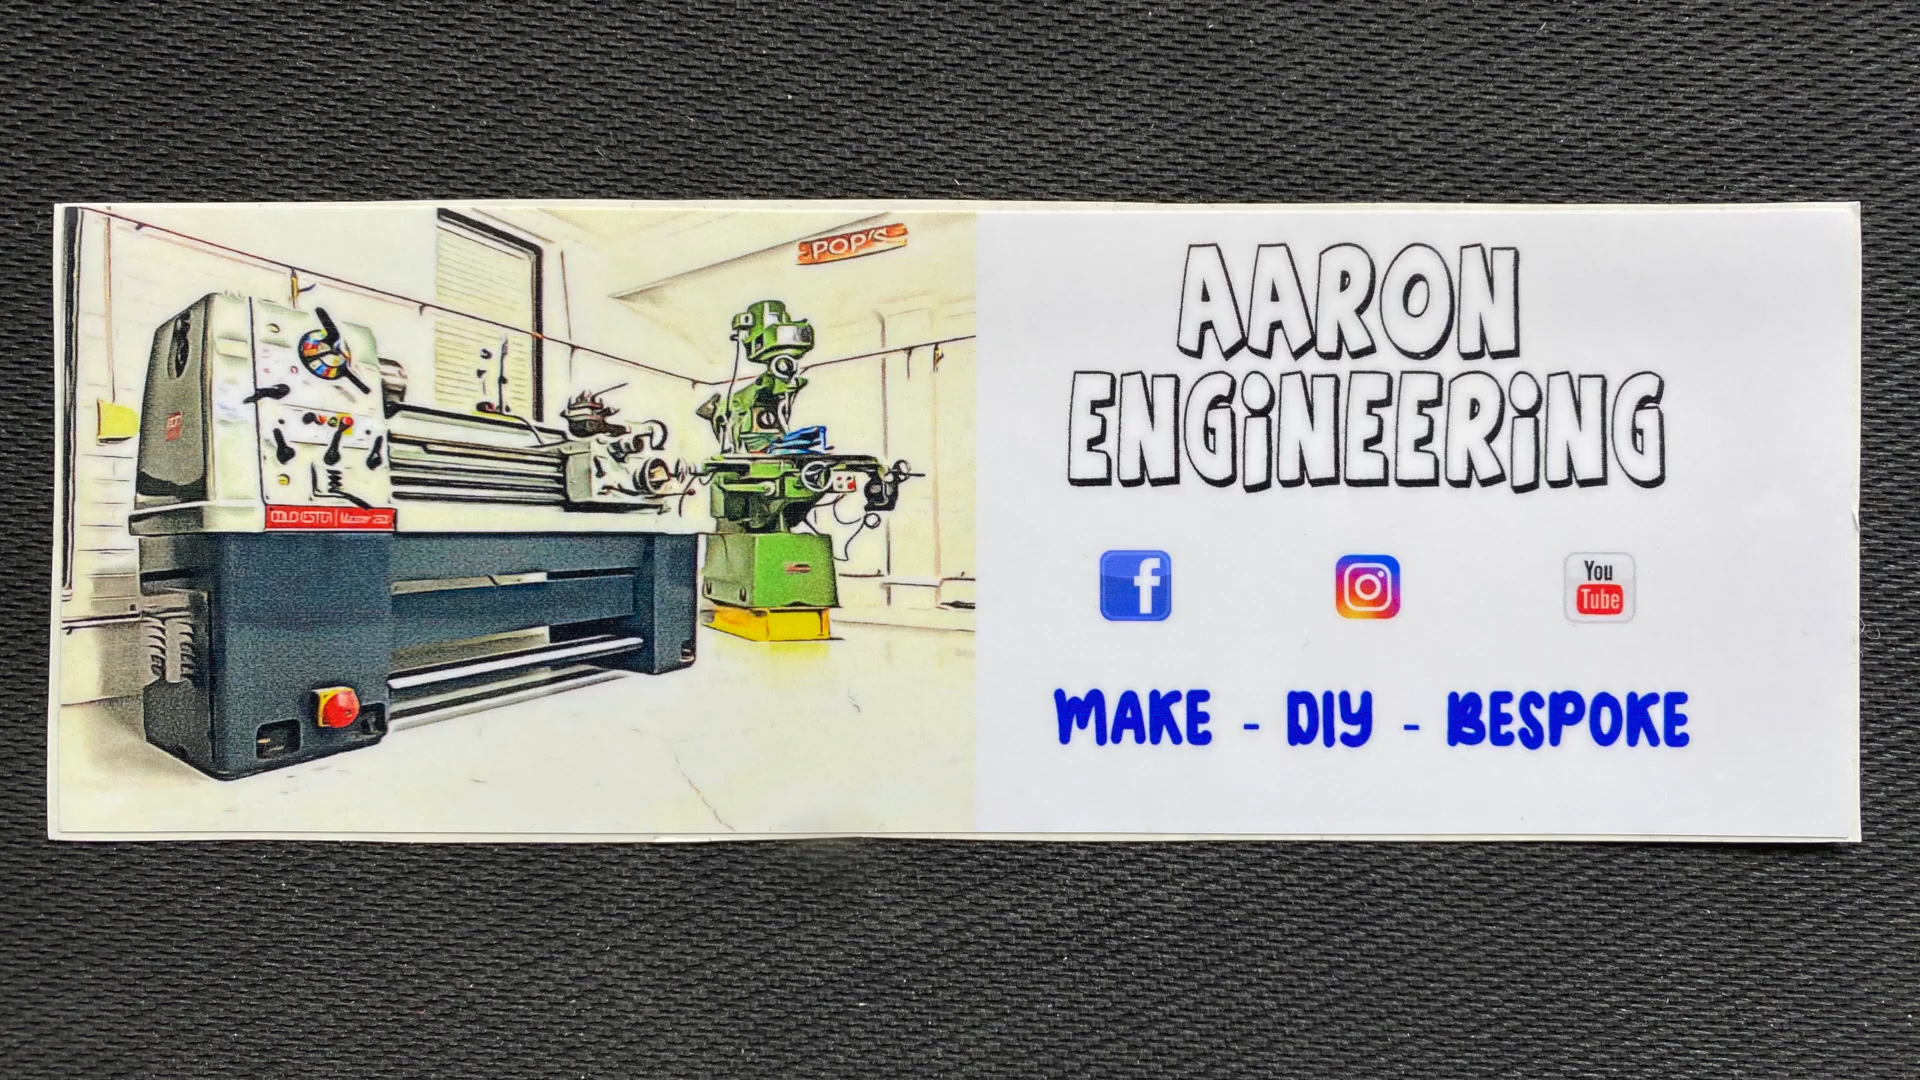 POP'S
AARON
ENGiNEERiNG
You
Tube
MAKE - DIY - BESPOKE